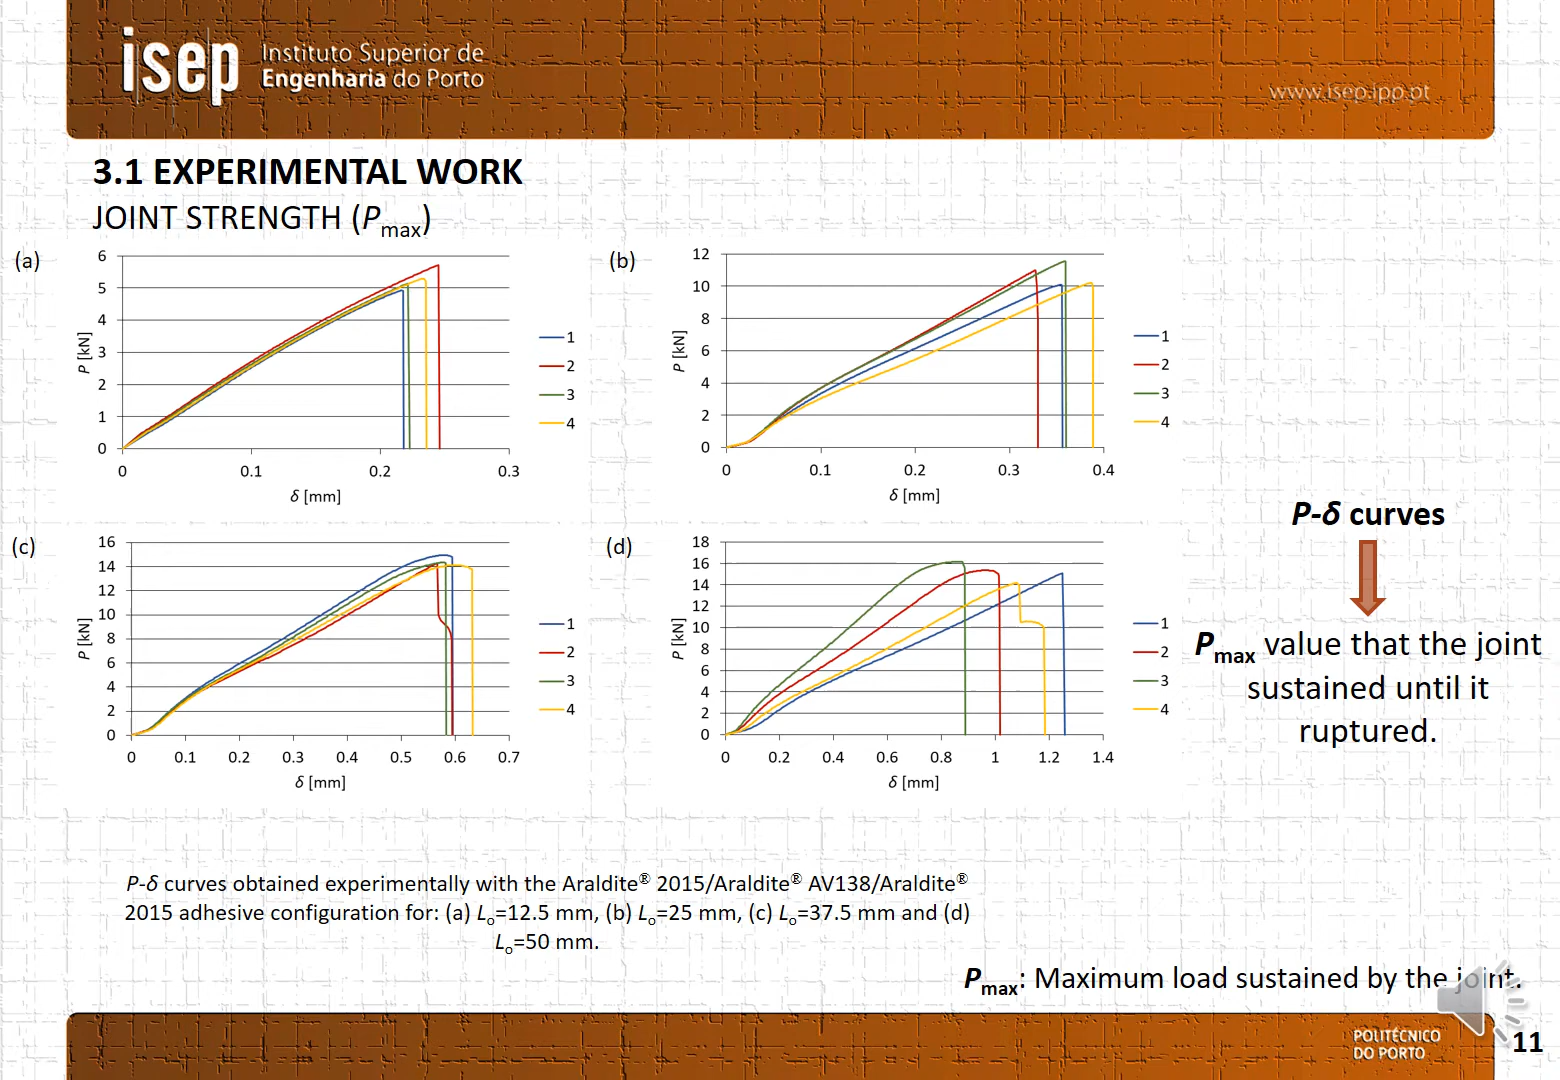 isep Instituto Superior de
Engenharia do Porto
www.isep.ipp.pt
3.1 EXPERIMENTAL WORK
JOINT STRENGTH (Pmax)
(a)
6
5
4
3
2
1
0
P [kN]
0 0.1 0.2 0.3
δ [mm]
1
2
3
4
(b)
12
10
8
6
4
2
0
P [kN]
0 0.1 0.2 0.3 0.4
δ [mm]
1
2
3
4
(c)
16
14
12
10
8
6
4
2
0
P [kN]
0 0.1 0.2 0.3 0.4 0.5 0.6 0.7
δ [mm]
1
2
3
4
(d)
18
16
14
12
10
8
6
4
2
0
P [kN]
0 0.2 0.4 0.6 0.8 1 1.2 1.4
δ [mm]
1
2
3
4
P-δ curves
Pmax value that the joint
sustained until it
ruptured.
P-δ curves obtained experimentally with the Araldite® 2015/Araldite® AV138/Araldite®
2015 adhesive configuration for: (a) Lo=12.5 mm, (b) Lo=25 mm, (c) Lo=37.5 mm and (d)
Lo=50 mm.
Pmax: Maximum load sustained by the joint.
POLITÉCNICO
DO PORTO
11